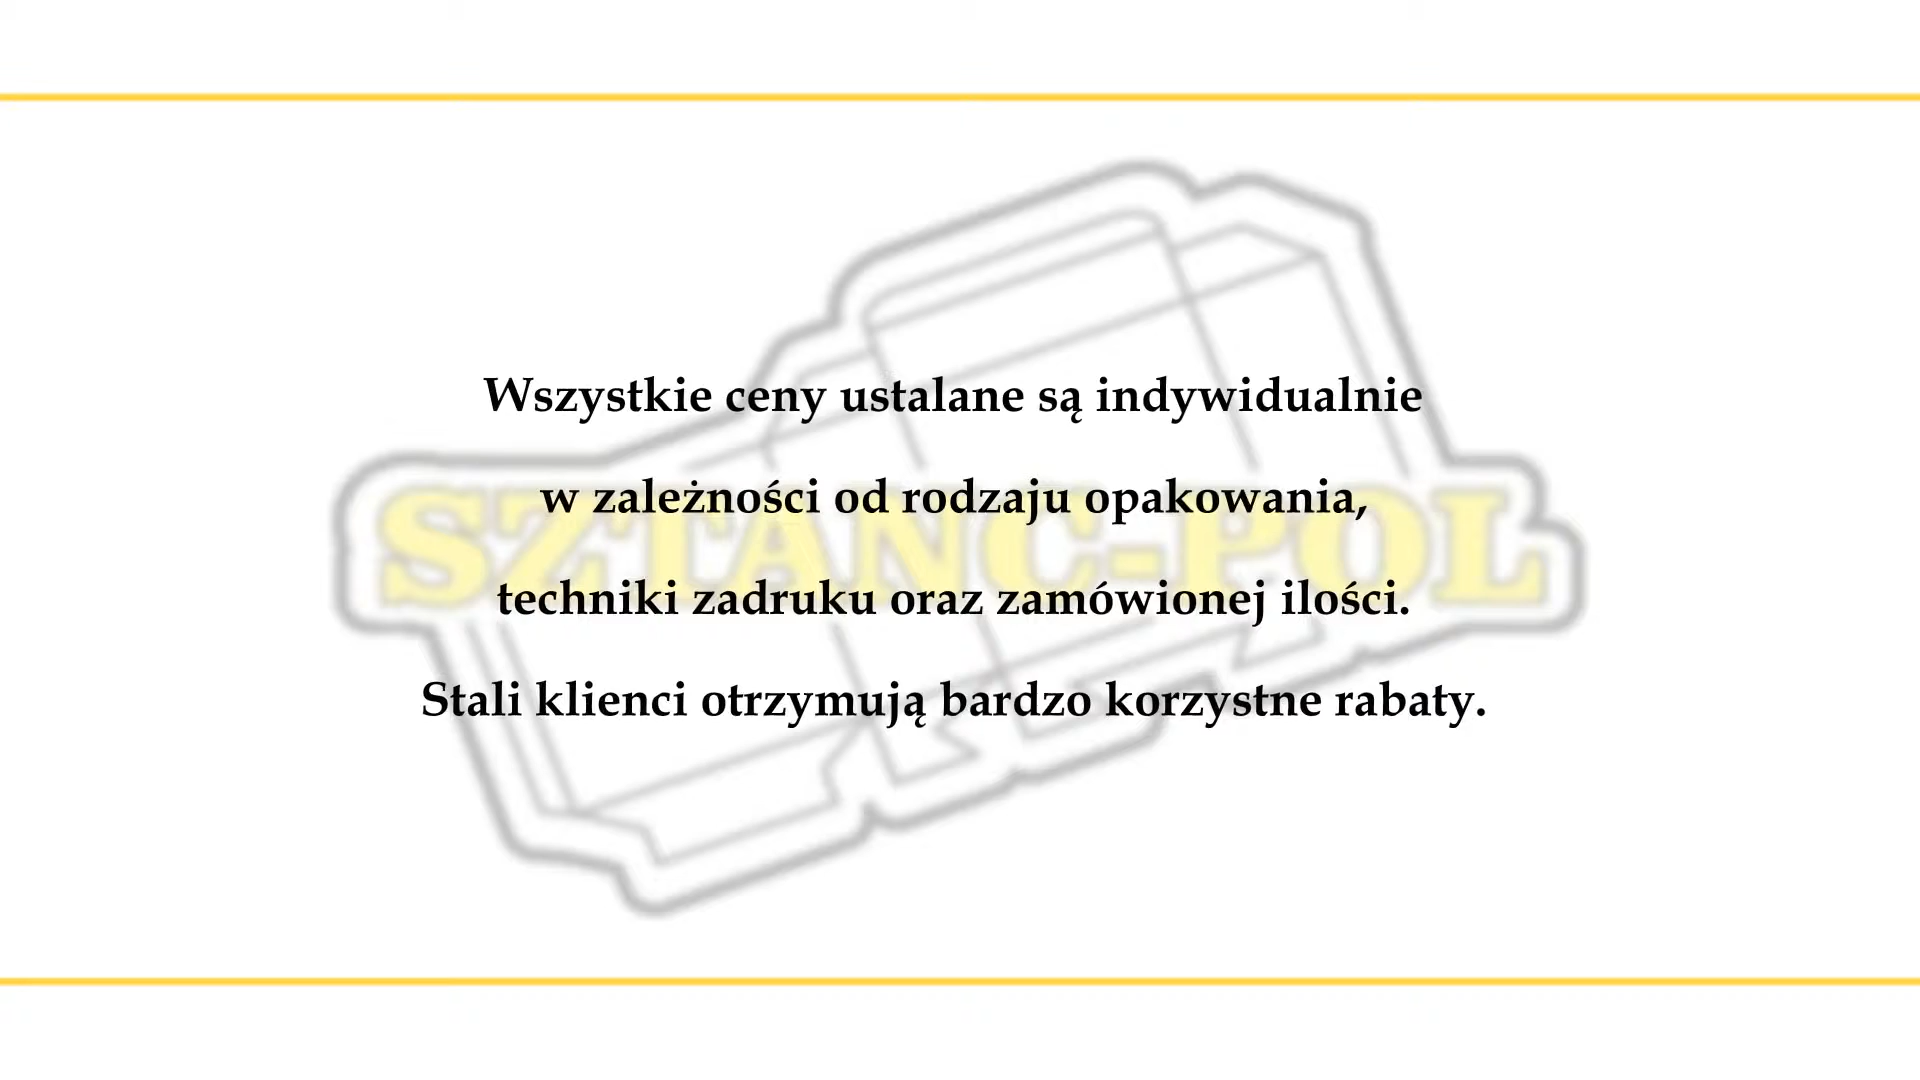 Wszystkie ceny ustalane są indywidualnie
w zależności od rodzaju opakowania,
SZTANC-POL
techniki zadruku oraz zamówionej ilości.
Stali klienci otrzymują bardzo korzystne rabaty.